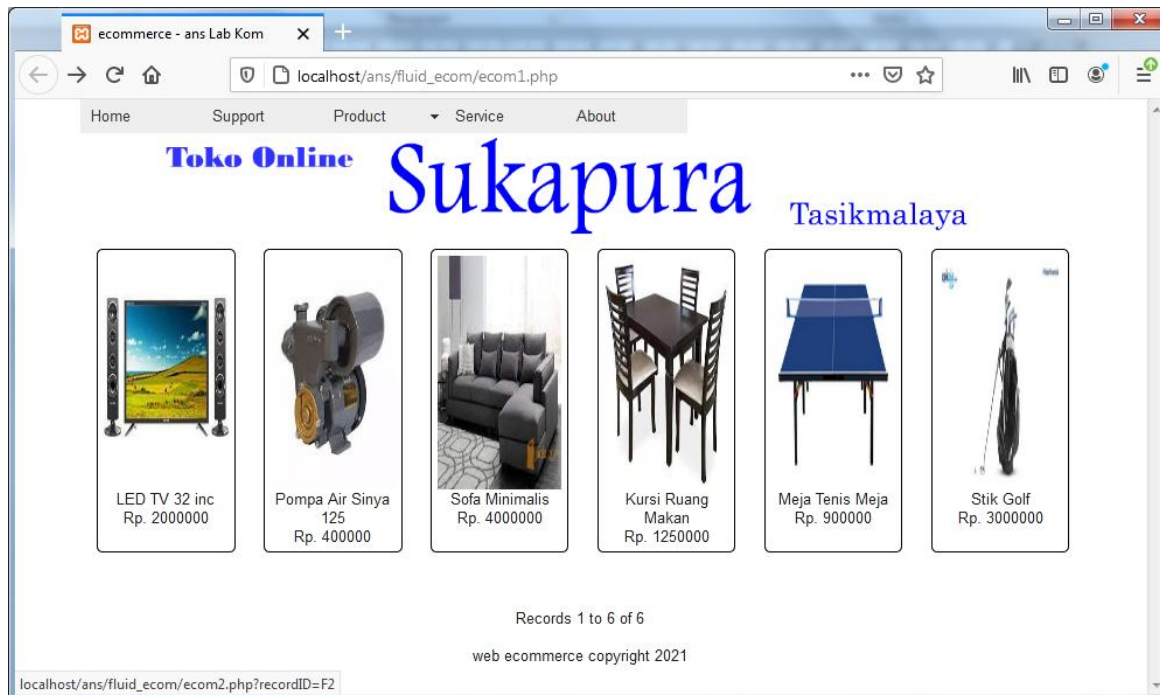 ecommerce - ans Lab Kom
localhost/ans/fluid_ecom/ecom1.php
Home Support Product Service About
Toko Online Sukapura Tasikmalaya
LED TV 32 inc
Rp. 2000000
Pompa Air Sinya
125
Rp. 400000
Sofa Minimalis
Rp. 4000000
Kursi Ruang
Makan
Rp. 1250000
Meja Tenis Meja
Rp. 900000
Stik Golf
Rp. 3000000
Records 1 to 6 of 6
web ecommerce copyright 2021
localhost/ans/fluid_ecom/ecom2.php?recordID=F2